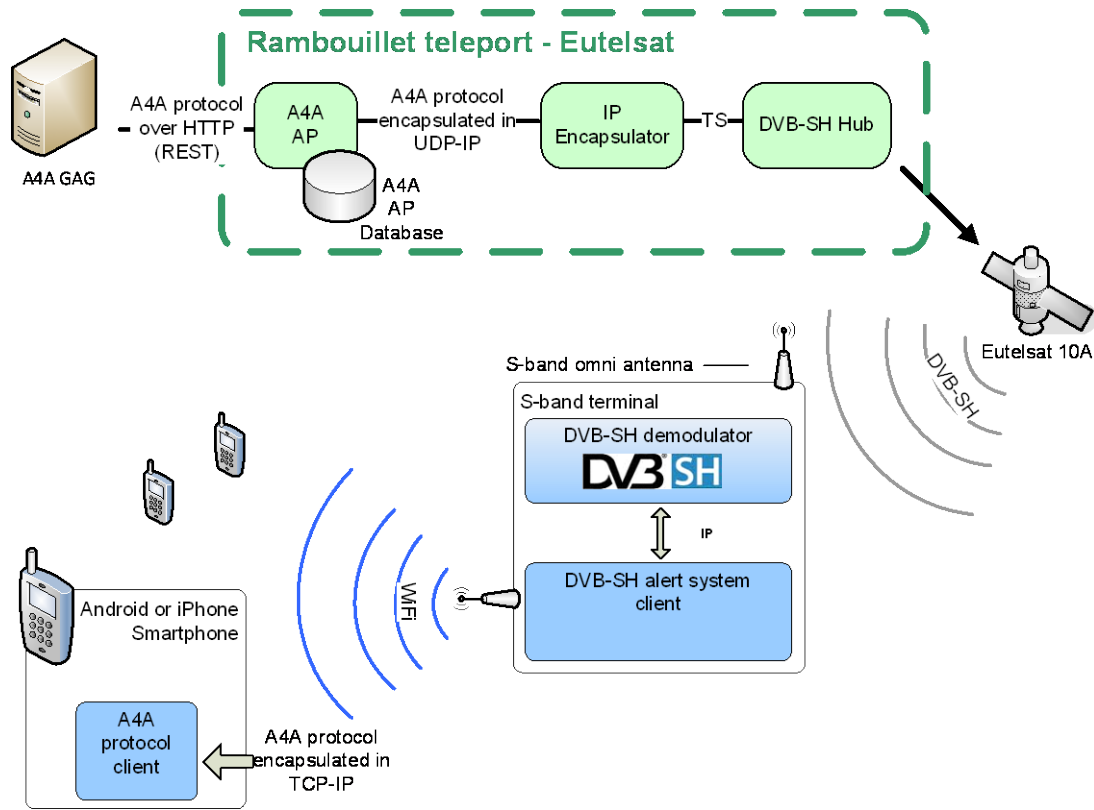 Rambouillet teleport - Eutelsat
A4A GAG
A4A protocol
over HTTP
(REST)
A4A
AP
A4A
AP
Database
A4A protocol
encapsulated in
UDP-IP
IP
Encapsulator
TS
DVB-SH Hub
Eutelsat 10A
DVB-SH
S-band omni antenna
S-band terminal
DVB-SH demodulator
DVB® SH
IP
DVB-SH alert system
client
WiFi
Android or iPhone
Smartphone
A4A
protocol
client
A4A protocol
encapsulated in
TCP-IP